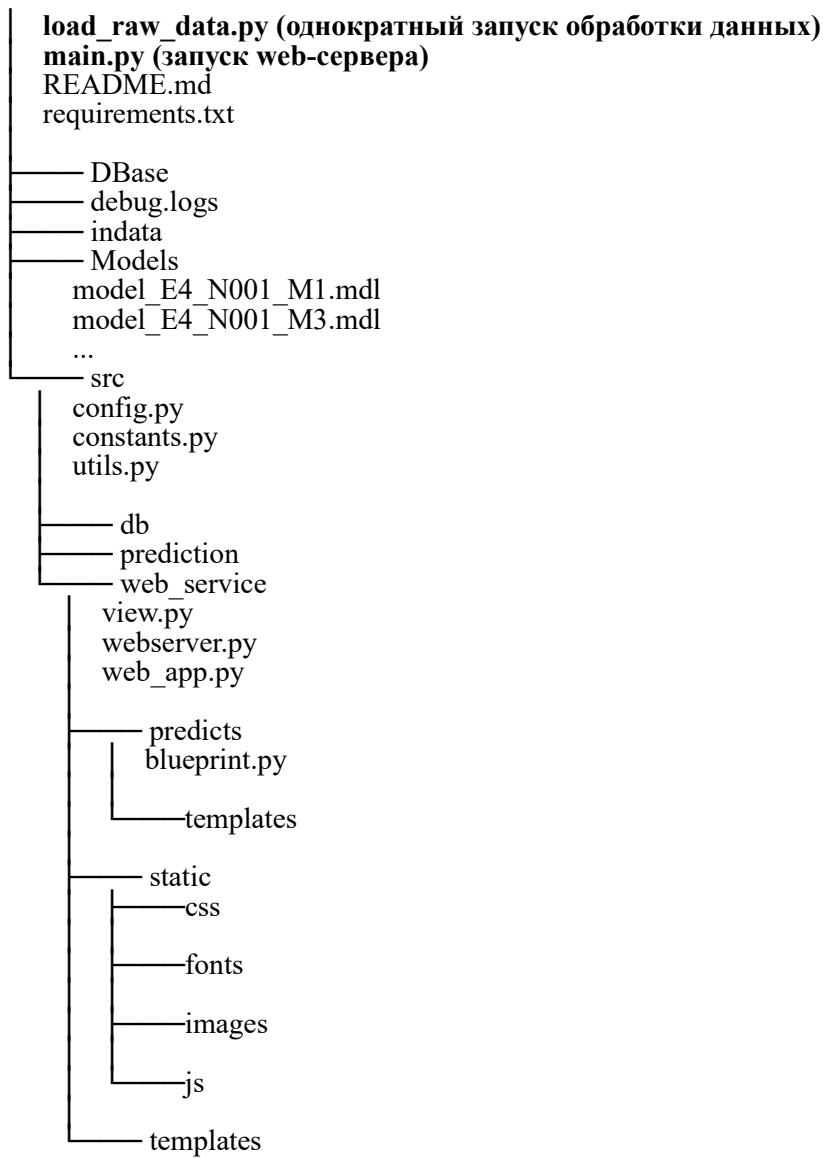 load_raw_data.py (однократный запуск обработки данных)
main.py (запуск web-сервера)
README.md
requirements.txt
DBase
debug.logs
indata
Models
model_E4_N001_M1.mdl
model_E4_N001_M3.mdl
...
src
config.py
constants.py
utils.py
db
prediction
web_service
view.py
webserver.py
web_app.py
predicts
blueprint.py
templates
static
css
fonts
images
js
templates